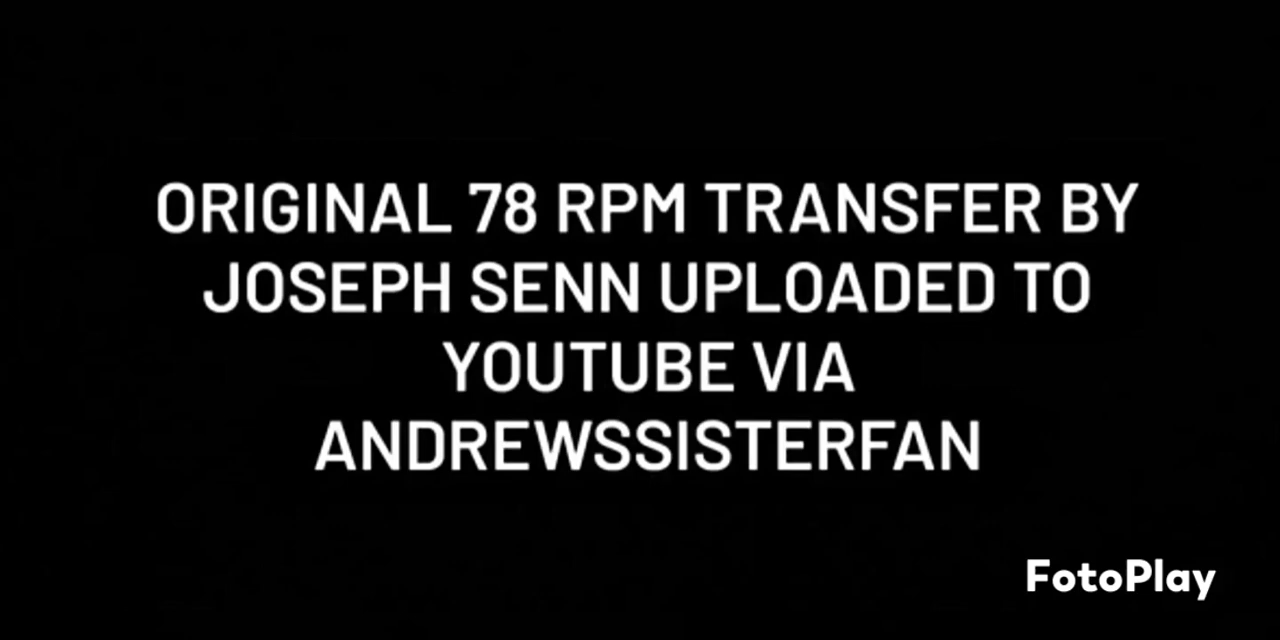 ORIGINAL 78 RPM TRANSFER BY
JOSEPH SENN UPLOADED TO
YOUTUBE VIA
ANDREWSSISTERFAN
FotoPlay